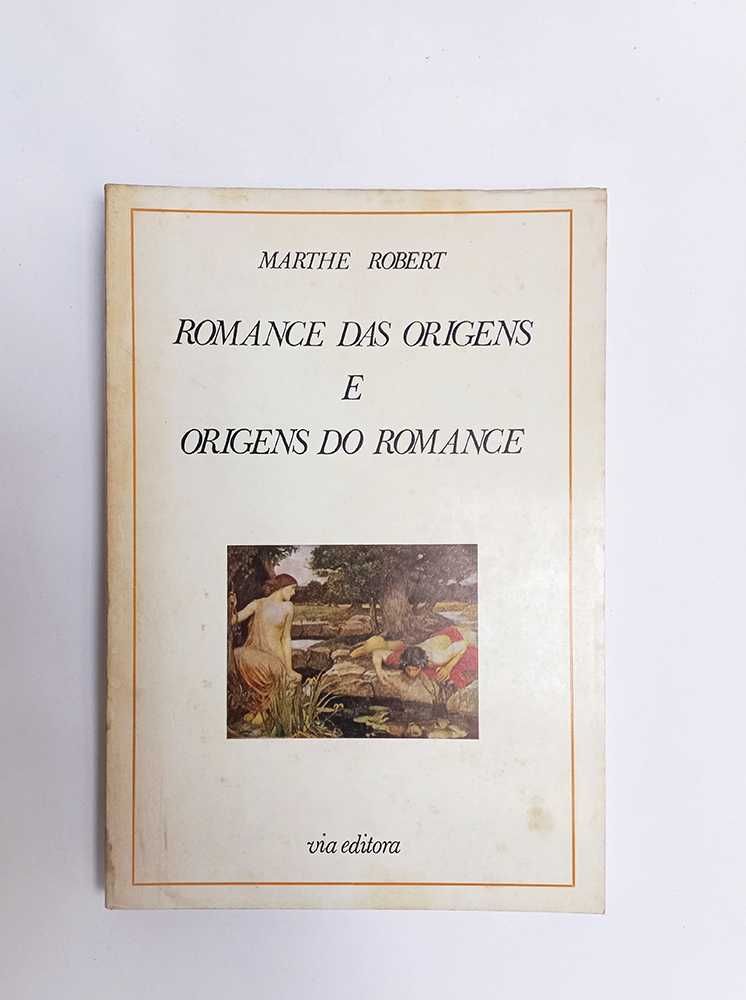 MARTHE ROBERT
ROMANCE DAS ORIGENS
E
ORIGENS DO ROMANCE
via editora